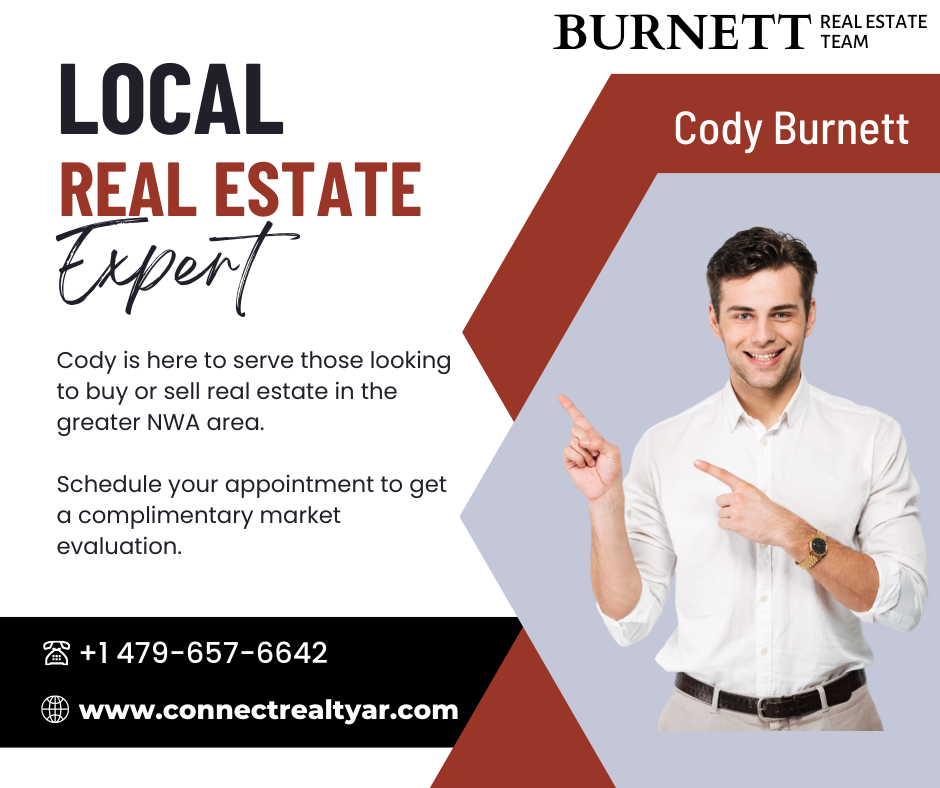 BURNETT REAL ESTATE
TEAM
Cody Burnett
LOCAL
REAL ESTATE
Expert
Cody is here to serve those looking
to buy or sell real estate in the
greater NWA area.
Schedule your appointment to get
a complimentary market
evaluation.
+1 479-657-6642
www.connectrealtyar.com